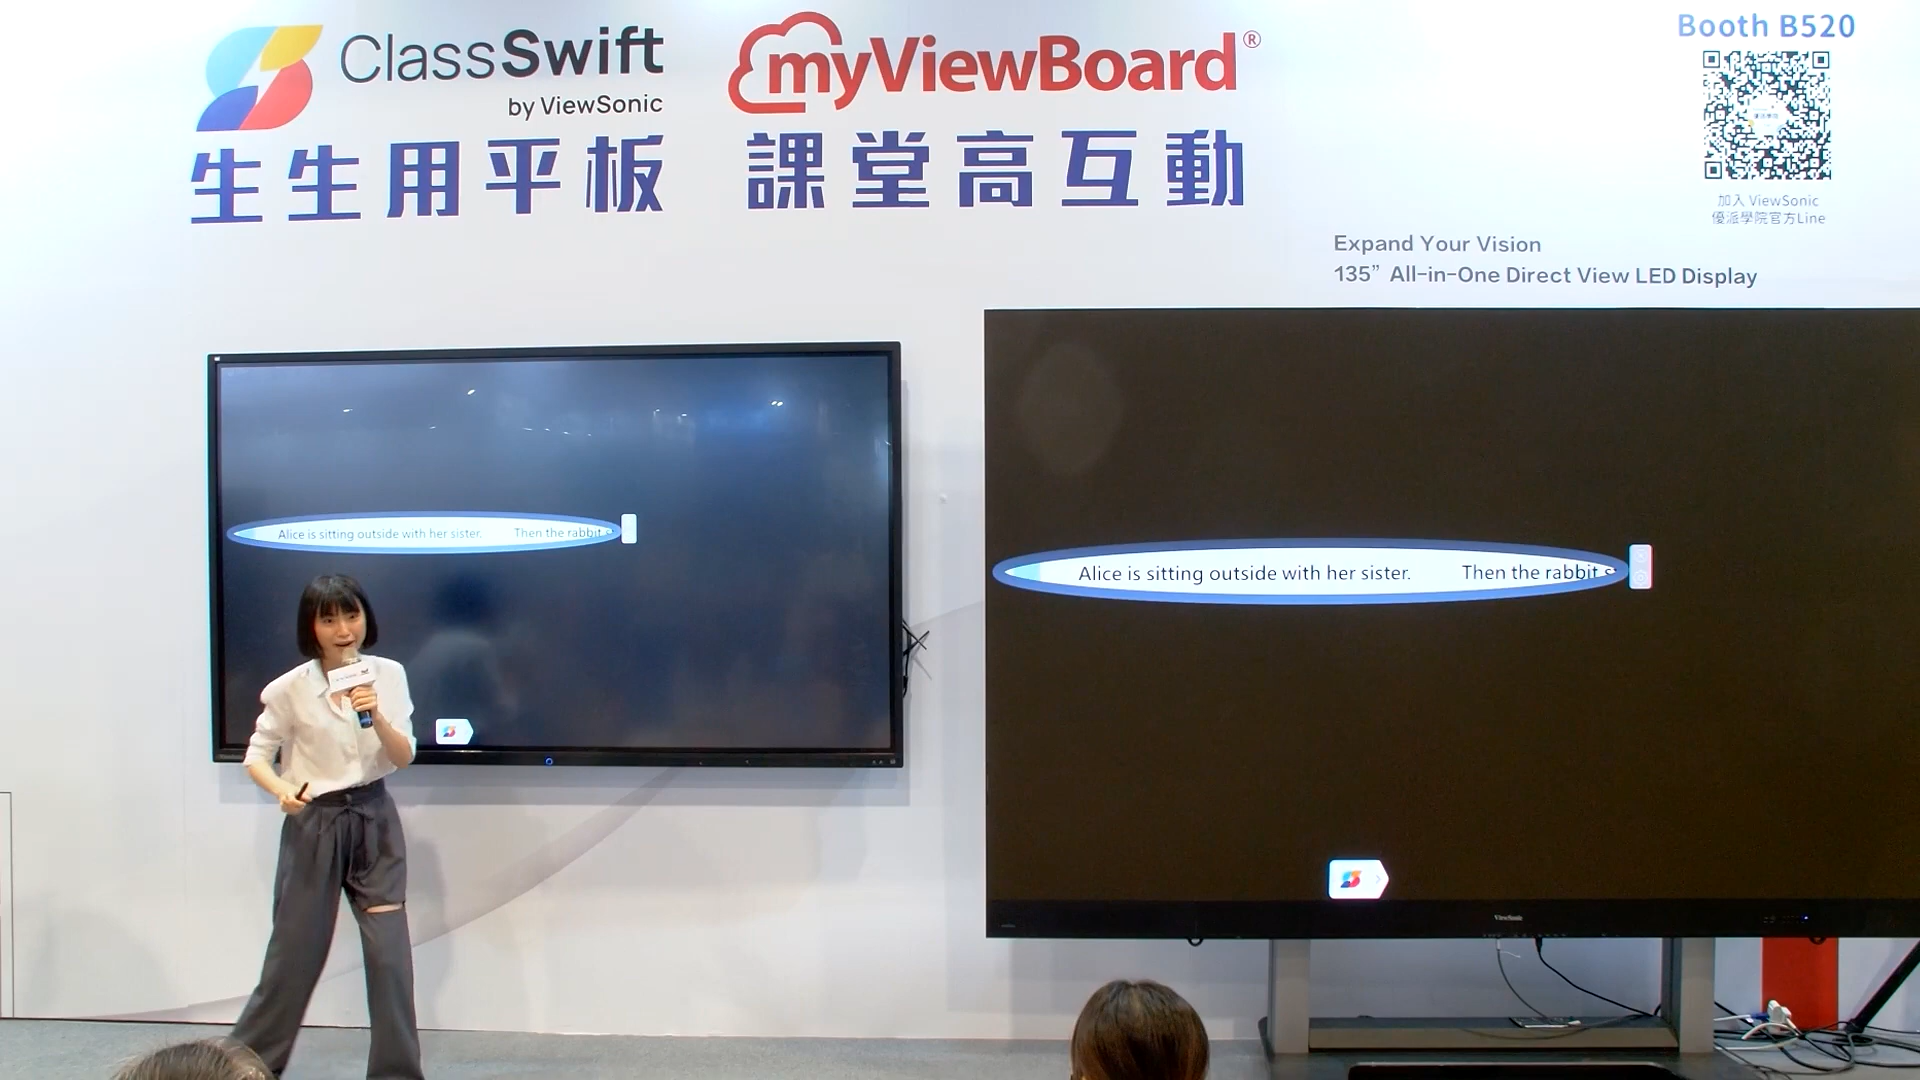 ClassSwift
by ViewSonic
myViewBoard®
生生用平板 課堂高互動
Booth B520
加入 ViewSonic
優派學院官方Line
Expand Your Vision
135” All-in-One Direct View LED Display
Alice is sitting outside with her sister. Then the rabbit
Alice is sitting outside with her sister. Then the rabbit s
ViewSonic